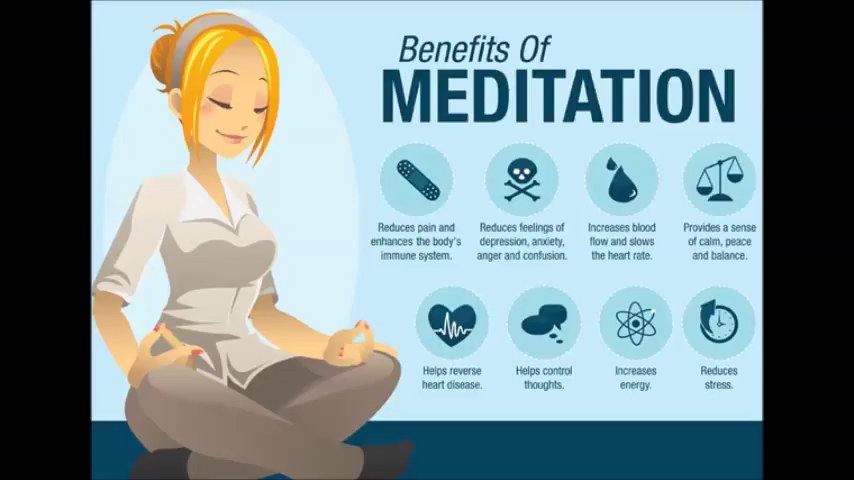 Benefits Of
MEDITATION
Reduces pain and
enhances the body's
immune system.
Reduces feelings of
depression, anxiety,
anger and confusion.
Increases blood
flow and slows
the heart rate.
Provides a sense
of calm, peace
and balance.
Helps reverse
heart disease.
Helps control
thoughts.
Increases
energy.
Reduces
stress.